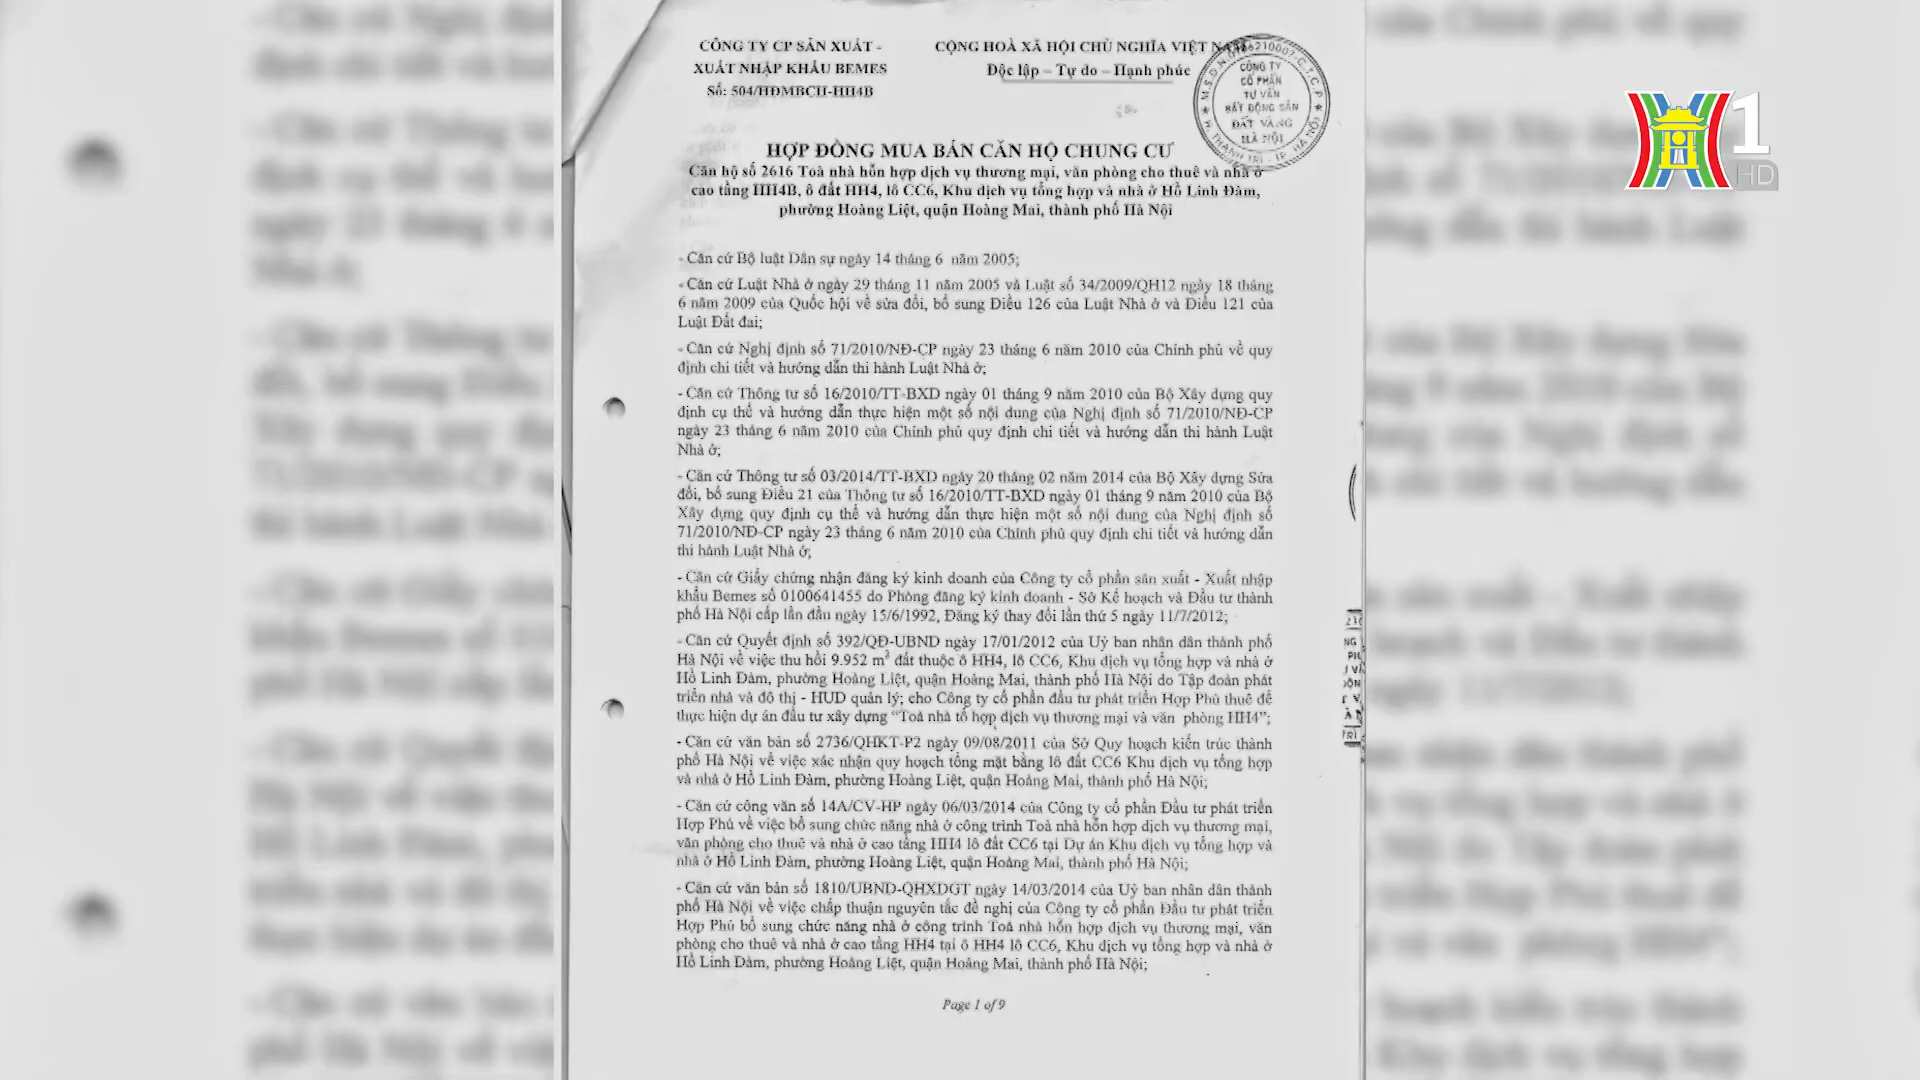 CÔNG TY CP SẢN XUẤT -
XUẤT NHẬP KHẨU BEMES
Số: 504/HĐMBCH-HH4B
CỘNG HOÀ XÃ HỘI CHỦ NGHĨA VIỆT NAM
Độc lập – Tự do – Hạnh phúc
CÔNG TY
CỔ PHẦN
TƯ VẤN
BẤT ĐỘNG SẢN
ĐẤT VÀNG
HÀ NỘI
1
HD
HỢP ĐỒNG MUA BÁN CĂN HỘ CHUNG CƯ
Căn hộ số 2616 Toà nhà hỗn hợp dịch vụ thương mại, văn phòng cho thuê và nhà ở
cao tầng HH4B, ô đất HH4, lô CC6, Khu dịch vụ tổng hợp và nhà ở Hồ Linh Đàm,
phường Hoàng Liệt, quận Hoàng Mai, thành phố Hà Nội
- Căn cứ Bộ luật Dân sự ngày 14 tháng 6 năm 2005;
- Căn cứ Luật Nhà ở ngày 29 tháng 11 năm 2005 và Luật số 34/2009/QH12 ngày 18 tháng
6 năm 2009 của Quốc hội về sửa đổi, bổ sung Điều 126 của Luật Nhà ở và Điều 121 của
Luật Đất đai;
- Căn cứ Nghị định số 71/2010/NĐ-CP ngày 23 tháng 6 năm 2010 của Chính phủ về quy
định chi tiết và hướng dẫn thi hành Luật Nhà ở;
- Căn cứ Thông tư số 16/2010/TT-BXD ngày 01 tháng 9 năm 2010 của Bộ Xây dựng quy
định cụ thể và hướng dẫn thực hiện một số nội dung của Nghị định số 71/2010/NĐ-CP
ngày 23 tháng 6 năm 2010 của Chính phủ quy định chi tiết và hướng dẫn thi hành Luật
Nhà ở;
- Căn cứ Thông tư số 03/2014/TT-BXD ngày 20 tháng 02 năm 2014 của Bộ Xây dựng Sửa
đổi, bổ sung Điều 21 của Thông tư số 16/2010/TT-BXD ngày 01 tháng 9 năm 2010 của Bộ
Xây dựng quy định cụ thể và hướng dẫn thực hiện một số nội dung của Nghị định số
71/2010/NĐ-CP ngày 23 tháng 6 năm 2010 của Chính phủ quy định chi tiết và hướng dẫn
thi hành Luật Nhà ở;
- Căn cứ Giấy chứng nhận đăng ký kinh doanh của Công ty cổ phần sản xuất - Xuất nhập
khẩu Bemes số 0100641455 do Phòng đăng ký kinh doanh - Sở Kế hoạch và Đầu tư thành
phố Hà Nội cấp lần đầu ngày 15/6/1992, Đăng ký thay đổi lần thứ 5 ngày 11/7/2012;
- Căn cứ Quyết định số 392/QĐ-UBND ngày 17/01/2012 của Uỷ ban nhân dân thành phố
Hà Nội về việc thu hồi 9.952 m² đất thuộc ô HH4, lô CC6, Khu dịch vụ tổng hợp và nhà ở
Hồ Linh Đàm, phường Hoàng Liệt, quận Hoàng Mai, thành phố Hà Nội do Tập đoàn phát
triển nhà và đô thị - HUD quản lý; cho Công ty cổ phần đầu tư phát triển Hợp Phú thuê để
thực hiện dự án đầu tư xây dựng “Toà nhà tổ hợp dịch vụ thương mại và văn phòng HH4”;
- Căn cứ văn bản số 2736/QHKT-P2 ngày 09/08/2011 của Sở Quy hoạch kiến trúc thành
phố Hà Nội về việc xác nhận quy hoạch tổng mặt bằng lô đất CC6 Khu dịch vụ tổng hợp
và nhà ở Hồ Linh Đàm, phường Hoàng Liệt, quận Hoàng Mai, thành phố Hà Nội;
- Căn cứ công văn số 14A/CV-HP ngày 06/03/2014 của Công ty cổ phần Đầu tư phát triển
Hợp Phú về việc bổ sung chức năng nhà ở công trình Toà nhà hỗn hợp dịch vụ thương mại,
văn phòng cho thuê và nhà ở cao tầng HH4 lô đất CC6 tại Dự án Khu dịch vụ tổng hợp và
nhà ở Hồ Linh Đàm, phường Hoàng Liệt, quận Hoàng Mai, thành phố Hà Nội;
- Căn cứ văn bản số 1810/UBND-QHXDGT ngày 14/03/2014 của Uỷ ban nhân dân thành
phố Hà Nội về việc chấp thuận nguyên tắc đề nghị của Công ty cổ phần Đầu tư phát triển
Hợp Phú bổ sung chức năng nhà ở công trình Toà nhà hỗn hợp dịch vụ thương mại, văn
phòng cho thuê và nhà ở cao tầng HH4 tại ô HH4 lô CC6, Khu dịch vụ tổng hợp và nhà ở
Hồ Linh Đàm, phường Hoàng Liệt, quận Hoàng Mai, thành phố Hà Nội;
Page 1 of 9